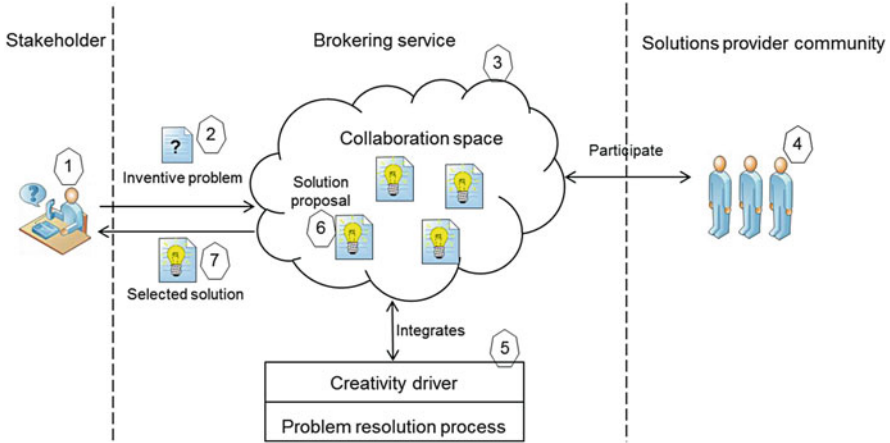 Stakeholder
Brokering service
Solutions provider community
3
2
?
Collaboration space
1
4
Participate
?
Inventive problem
Solution
proposal
6
7
Selected solution
Integrates
5
Creativity driver
Problem resolution process